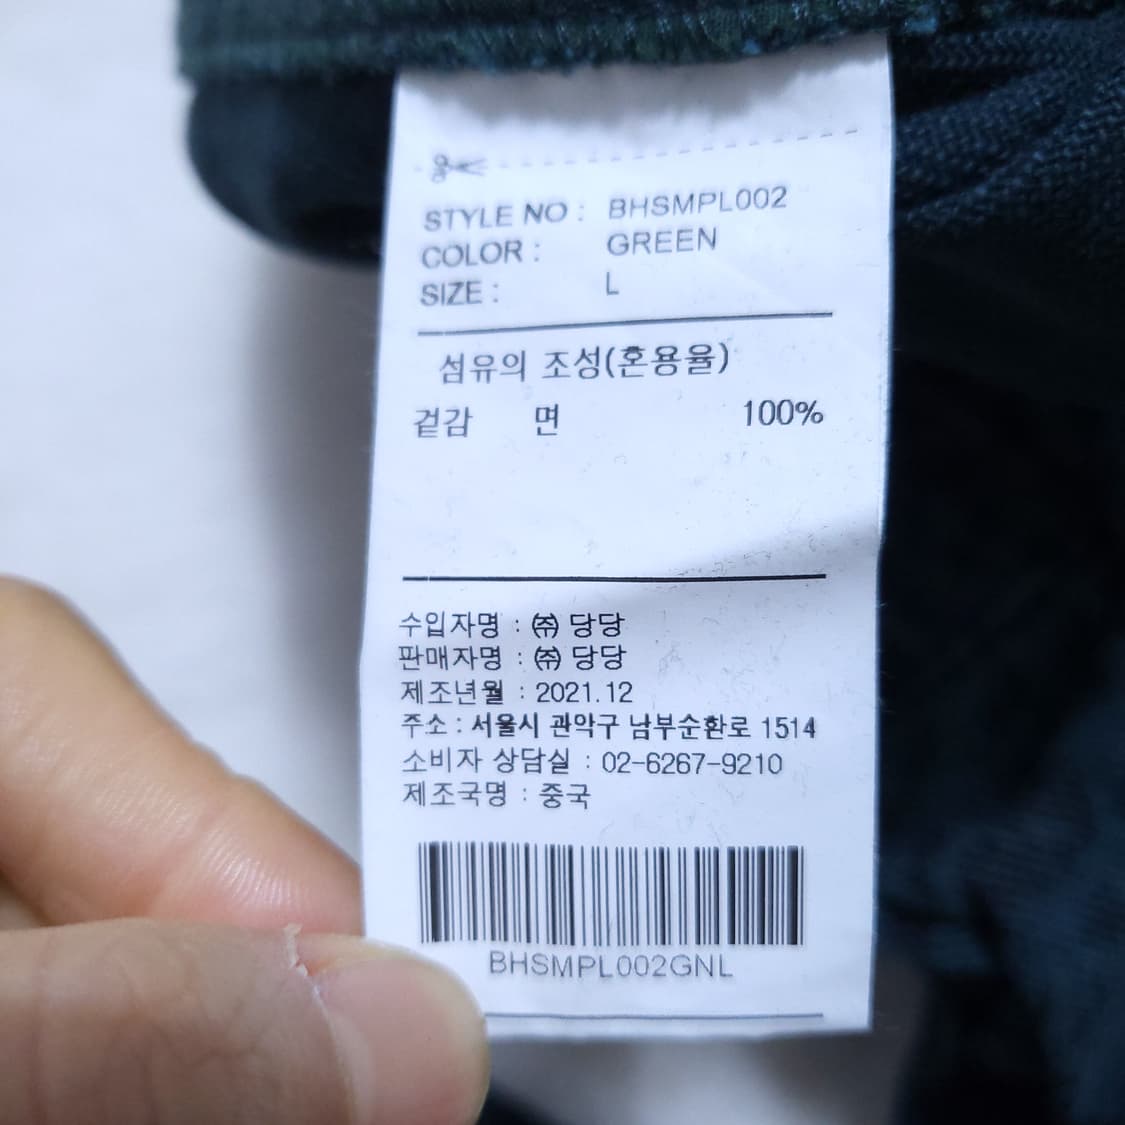 STYLE NO : BHSMPL002
COLOR : GREEN
SIZE : L
섬유의 조성(혼용율)
겉감 면 100%
수입자명 : ㈜ 당당
판매자명 : ㈜ 당당
제조년월 : 2021.12
주소 : 서울시 관악구 남부순환로 1514
소비자 상담실 : 02-6267-9210
제조국명 : 중국
BHSMPL002GNL